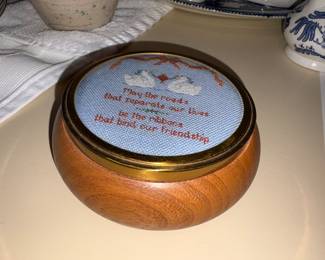 May the roads
that separate our lives
be the ribbons
that bind our friendship